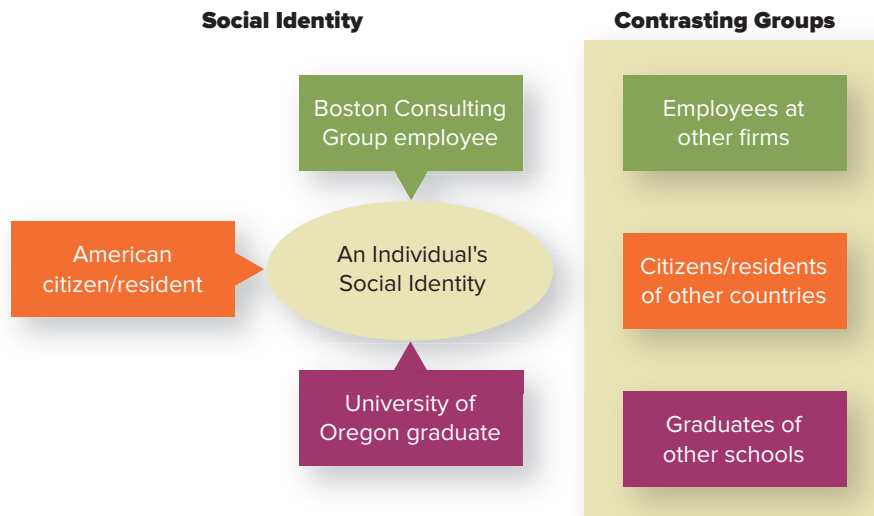 Social Identity
Contrasting Groups
Boston Consulting
Group employee
American
citizen/resident
An Individual's
Social Identity
University of
Oregon graduate
Employees at
other firms
Citizens/residents
of other countries
Graduates of
other schools